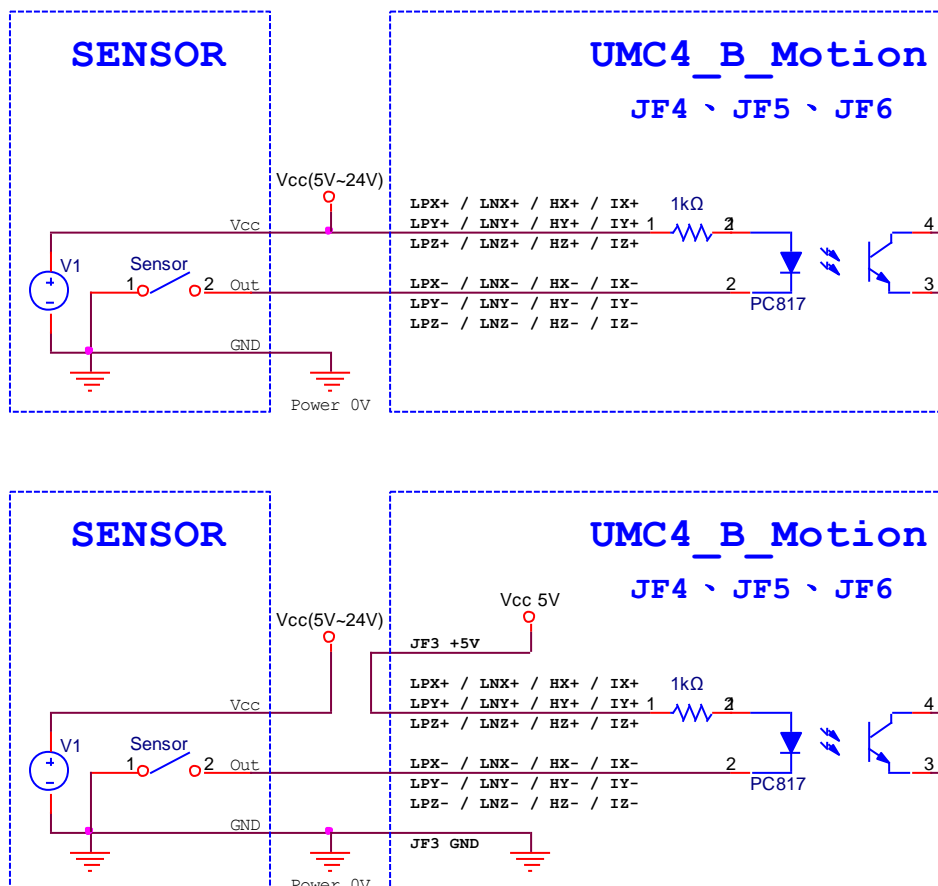 SENSOR
UMC4_B_Motion
JF4、JF5、JF6
Vcc(5V~24V)
LPX+ / LNX+ / HX+ / IX+
1kΩ
Vcc
LPY+ / LNY+ / HY+ / IY+
1
2
4
LPZ+ / LNZ+ / HZ+ / IZ+
V1
Sensor
1
2
Out
LPX- / LNX- / HX- / IX-
2
3
LPY- / LNY- / HY- / IY-
PC817
LPZ- / LNZ- / HZ- / IZ-
GND
Power 0V
SENSOR
UMC4_B_Motion
JF4、JF5、JF6
Vcc 5V
Vcc(5V~24V)
JF3 +5V
LPX+ / LNX+ / HX+ / IX+
1kΩ
Vcc
LPY+ / LNY+ / HY+ / IY+
1
2
4
LPZ+ / LNZ+ / HZ+ / IZ+
V1
Sensor
1
2
Out
LPX- / LNX- / HX- / IX-
2
3
LPY- / LNY- / HY- / IY-
PC817
LPZ- / LNZ- / HZ- / IZ-
GND
JF3 GND
Power 0V